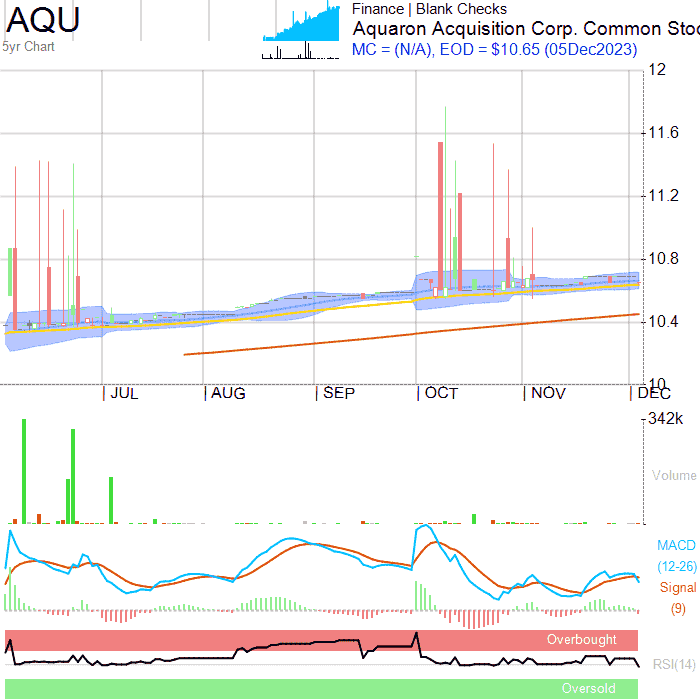 AQU
5yr Chart
Finance | Blank Checks
Aquaron Acquisition Corp. Common Stoc
MC = (N/A), EOD = $10.65 (05Dec2023)
12
11.6
11.2
10.8
10.4
10
JUL AUG SEP OCT NOV DEC
342k
Volume
MACD
(12-26)
Signal
(9)
Overbought
RSI(14)
Oversold